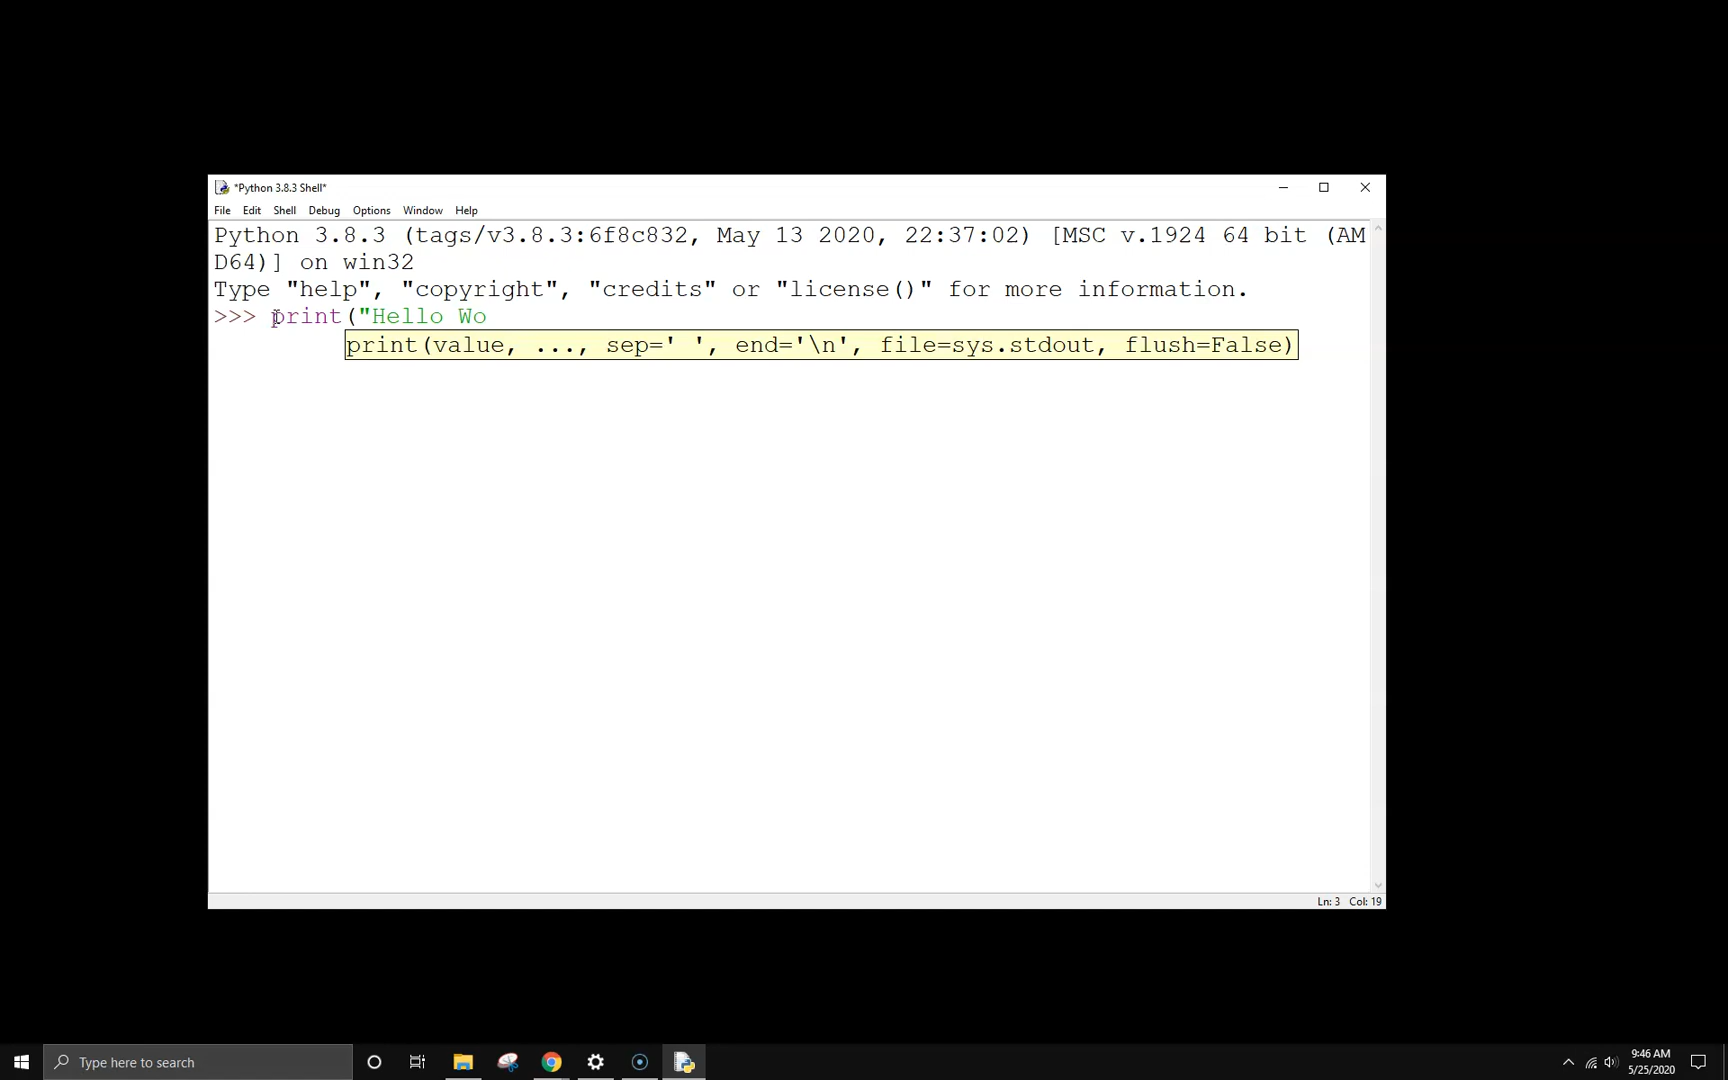 *Python 3.8.3 Shell*
File Edit Shell Debug Options Window Help
Python 3.8.3 (tags/v3.8.3:6f8c832, May 13 2020, 22:37:02) [MSC v.1924 64 bit (AM
D64)] on win32
Type "help", "copyright", "credits" or "license()" for more information.
>>> print("Hello Wo
print(value, ..., sep=' ', end='\n', file=sys.stdout, flush=False)
Ln: 3 Col: 19
Type here to search
9:46 AM
5/25/2020